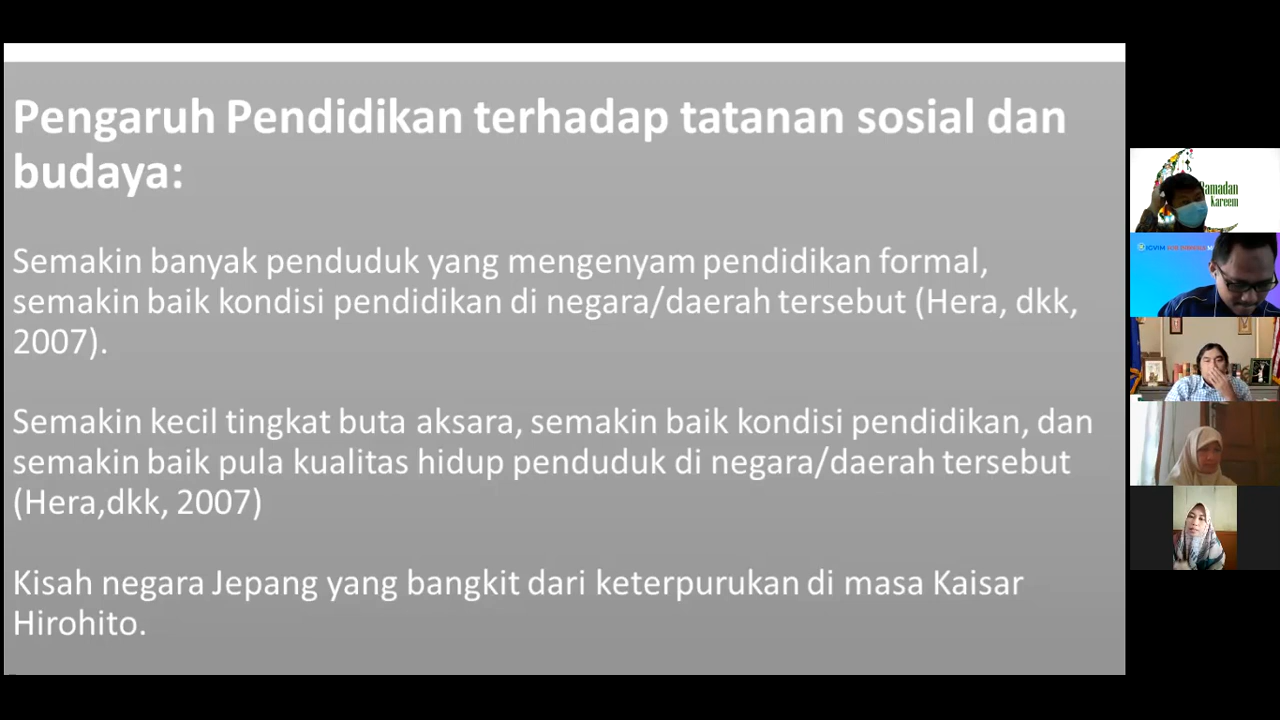 Pengaruh Pendidikan terhadap tatanan sosial dan
budaya:
Semakin banyak penduduk yang mengenyam pendidikan formal,
semakin baik kondisi pendidikan di negara/daerah tersebut (Hera, dkk,
2007).
Semakin kecil tingkat buta aksara, semakin baik kondisi pendidikan, dan
semakin baik pula kualitas hidup penduduk di negara/daerah tersebut
(Hera,dkk, 2007)
Kisah negara Jepang yang bangkit dari keterpurukan di masa Kaisar
Hirohito.
Kareem